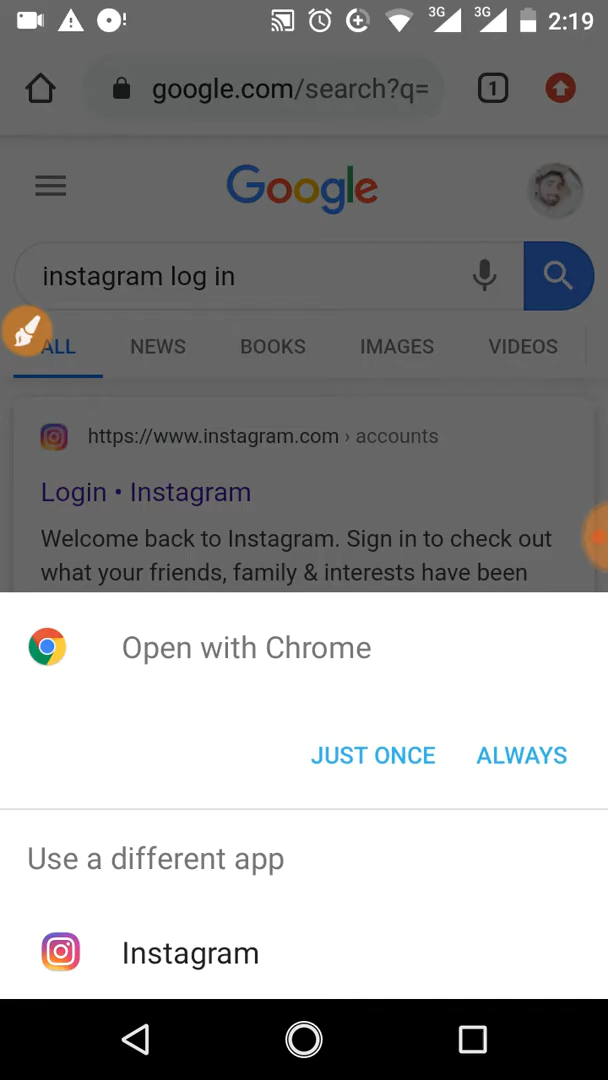 3G 3G 2:19
google.com/search?q= 1
Google
instagram log in
ALL NEWS BOOKS IMAGES VIDEOS
https://www.instagram.com › accounts
Login • Instagram
Welcome back to Instagram. Sign in to check out
what your friends, family & interests have been
Open with Chrome
JUST ONCE ALWAYS
Use a different app
Instagram